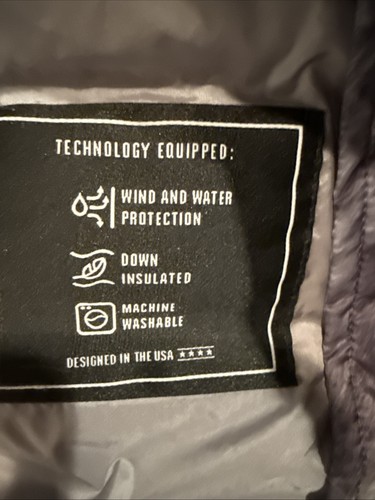 TECHNOLOGY EQUIPPED:
WIND AND WATER
PROTECTION
DOWN
INSULATED
MACHINE
WASHABLE
DESIGNED IN THE USA ★★★★